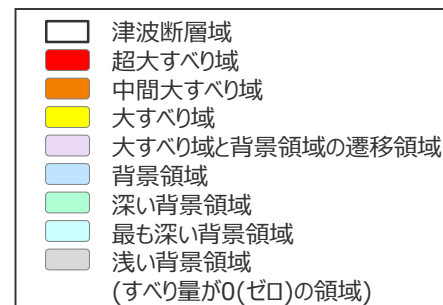 津波断層域
超大すべり域
中間大すべり域
大すべり域
大すべり域と背景領域の遷移領域
背景領域
深い背景領域
最も深い背景領域
浅い背景領域
(すべり量が0(ゼロ)の領域)